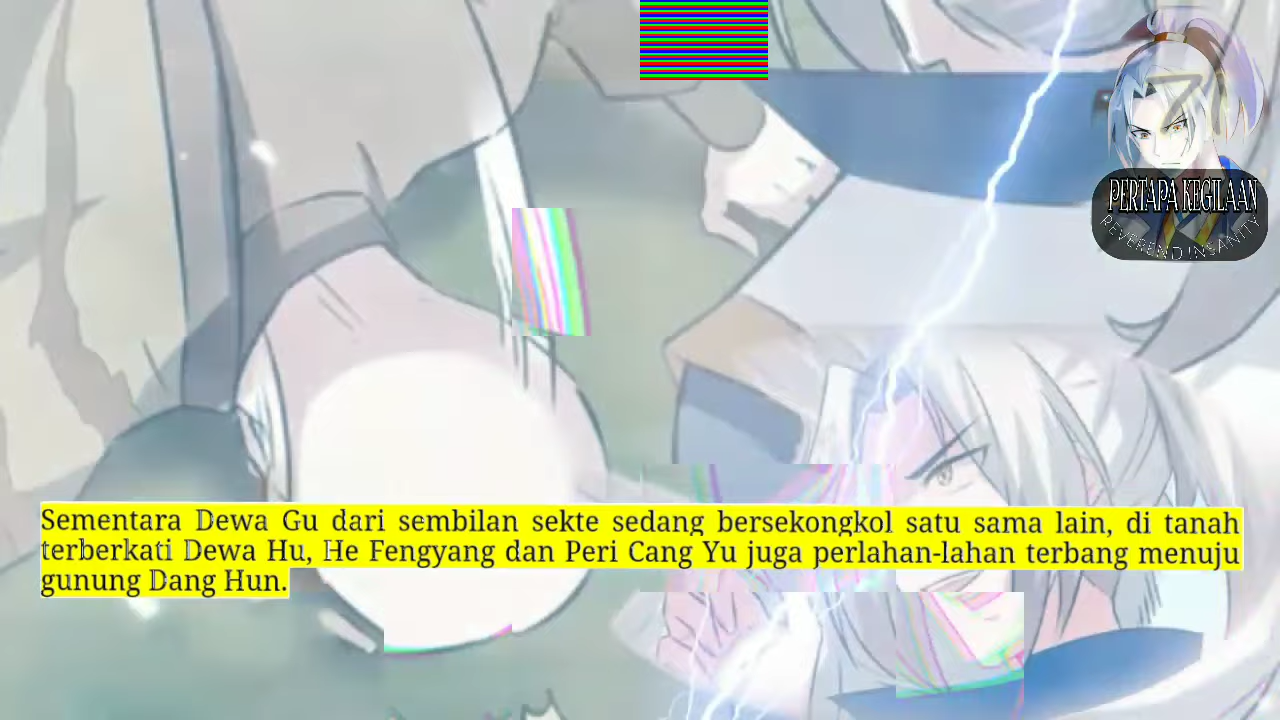 PERTAPA KEGILAAN
REVEREND INSANITY
Sementara Dewa Gu dari sembilan sekte sedang bersekongkol satu sama lain, di tanah
terberkati Dewa Hu, He Fengyang dan Peri Cang Yu juga perlahan-lahan terbang menuju
gunung Dang Hun.